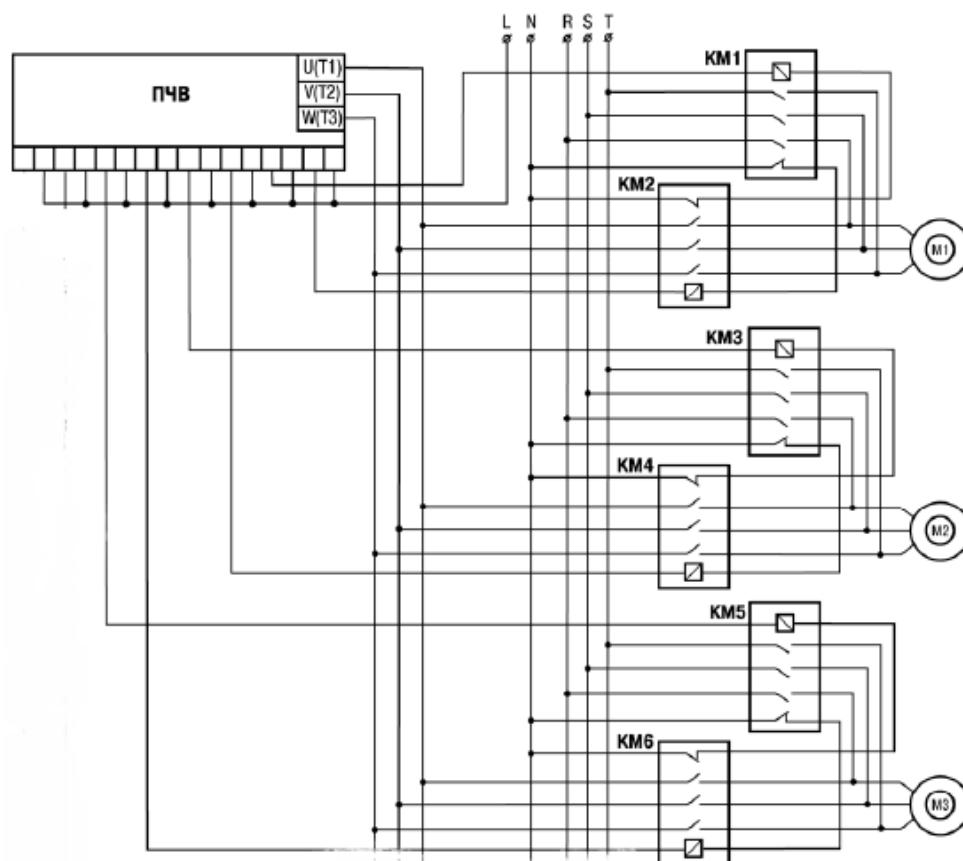 L N R S T
KM1
U(T1)
ПЧВ
V(T2)
W(T3)
KM2
M1
KM3
KM4
M2
KM5
KM6
M3